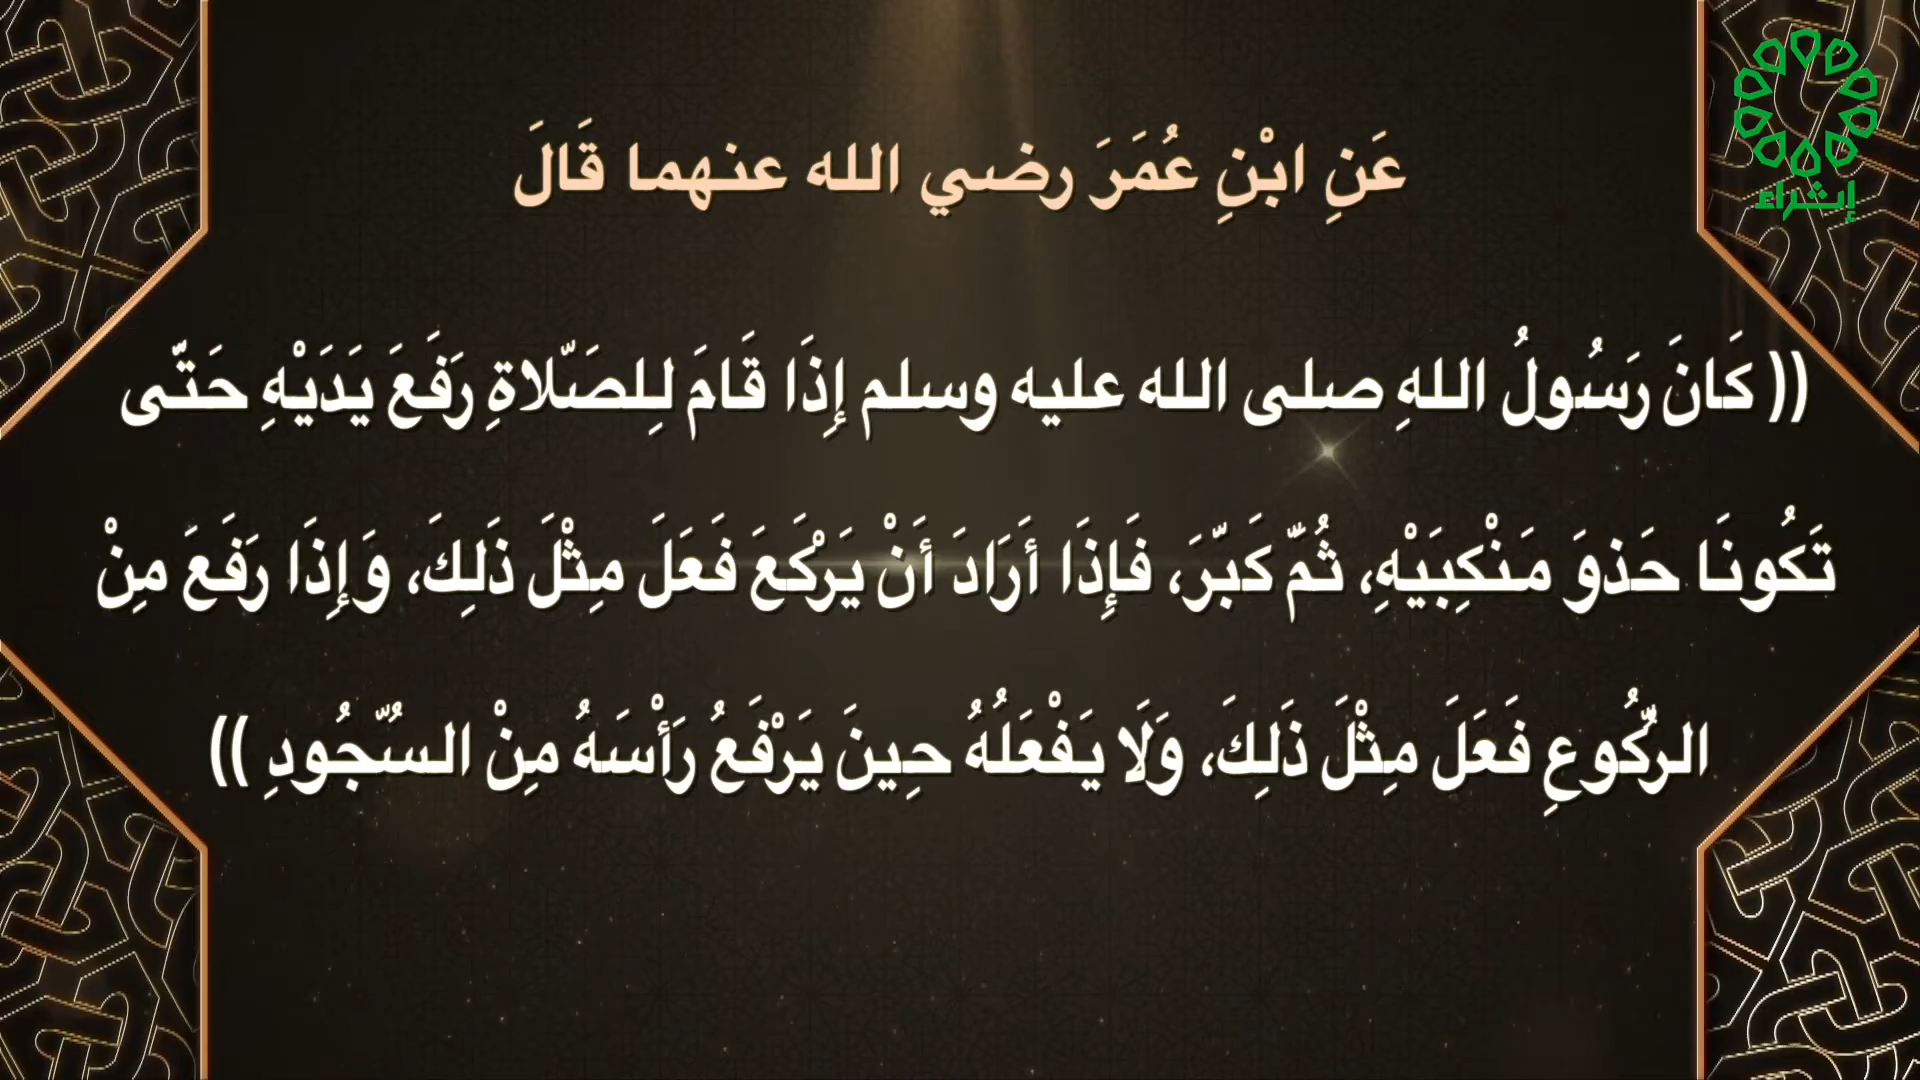 إثراء
عَنِ ابْنِ عُمَرَ رضي الله عنهما قَالَ
(( كَانَ رَسُولُ اللهِ صلى الله عليه وسلم إِذَا قَامَ لِلصَّلاةِ رَفَعَ يَدَيْهِ حَتَّى
تَكُونَا حَذوَ مَنْكِبَيْهِ، ثُمَّ كَبَّرَ، فَإِذَا أَرَادَ أَنْ يَرْكَعَ فَعَلَ مِثْلَ ذَلِكَ، وَإِذَا رَفَعَ مِنْ
الرُّكُوعِ فَعَلَ مِثْلَ ذَلِكَ، وَلَا يَفْعَلُهُ حِينَ يَرْفَعُ رَأْسَهُ مِنْ السُّجُودِ ))